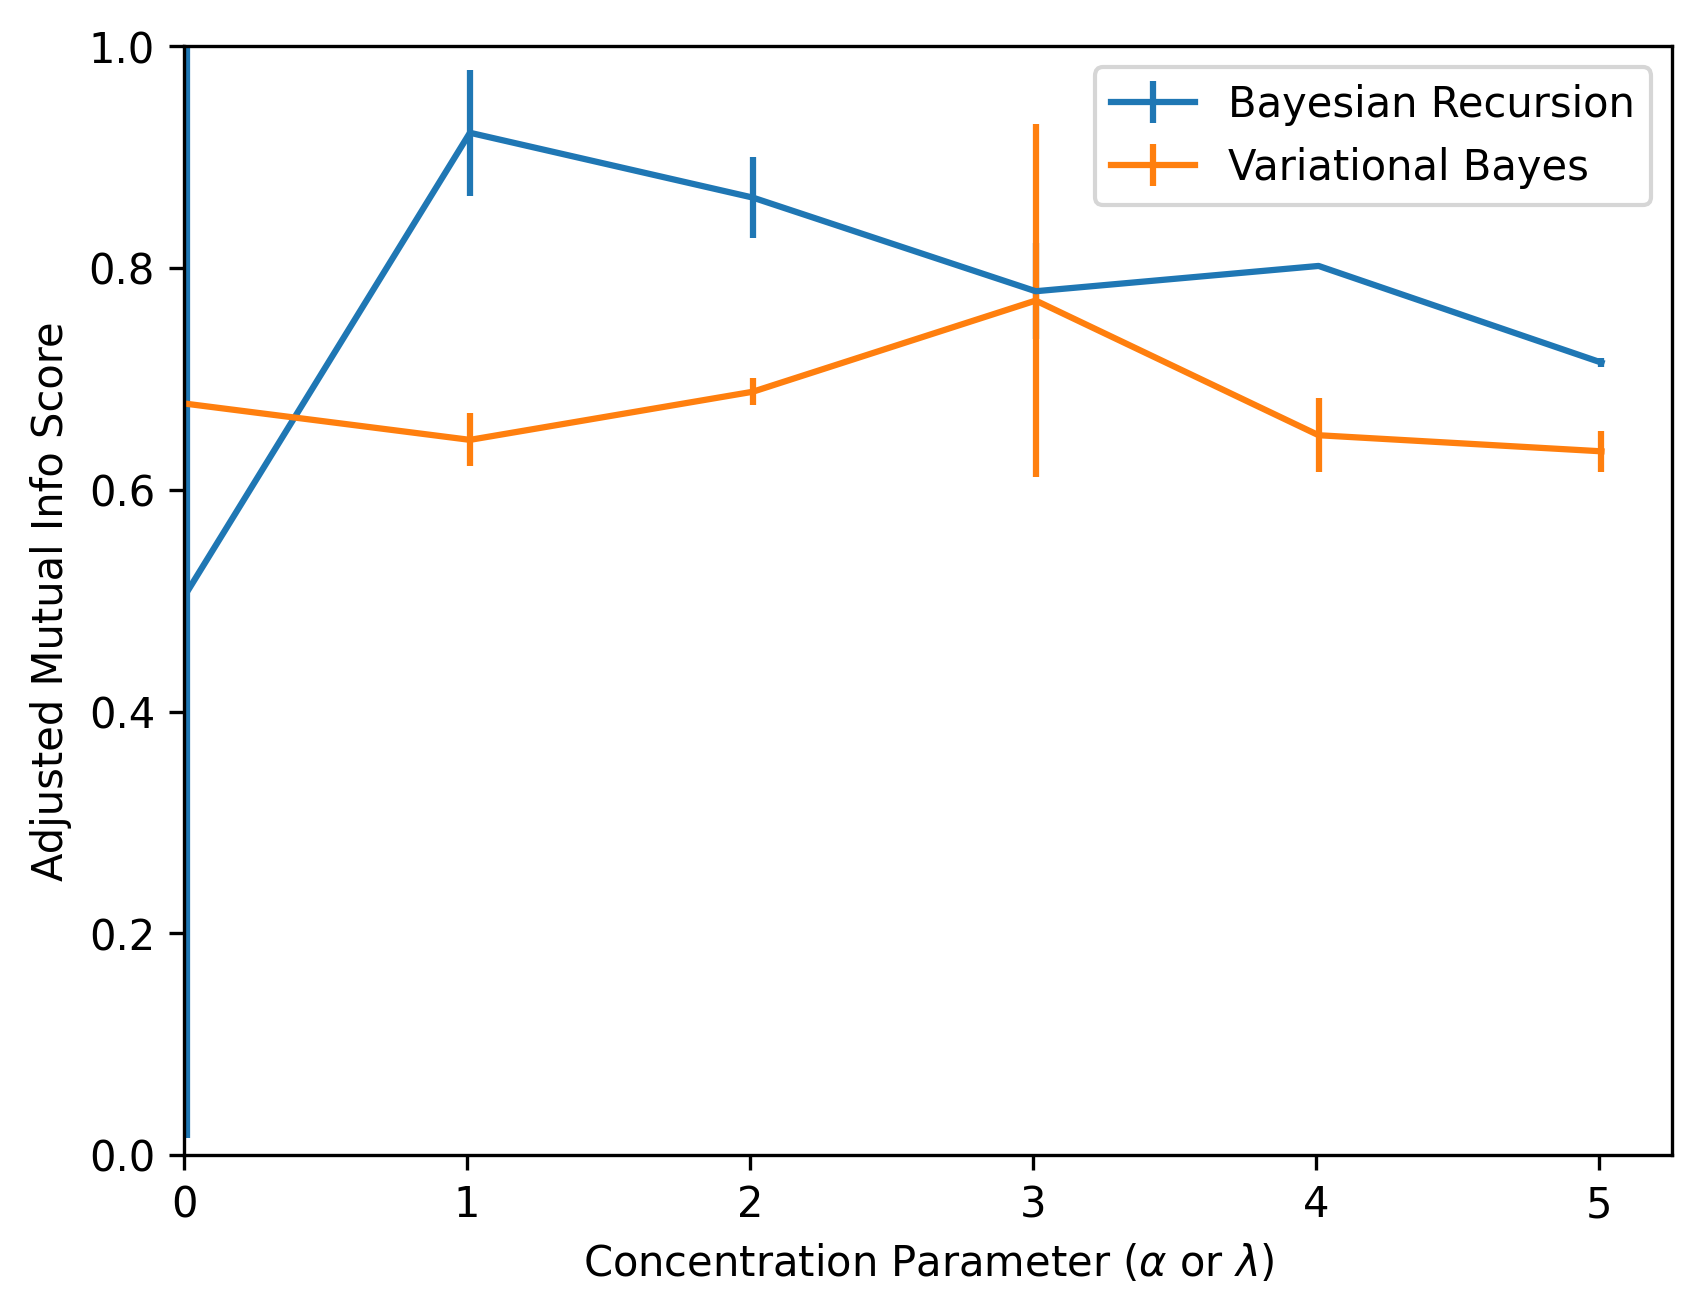 1.0
0.8
0.6
0.4
0.2
0.0
Adjusted Mutual Info Score
Bayesian Recursion
Variational Bayes
0 1 2 3 4 5
Concentration Parameter (α or λ)